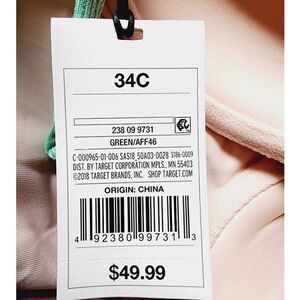 34C
238 09 9731
GREEN/AFF46
C-000965-01-006 SAS18_50A03-0028 S186-0009
DIST. BY TARGET CORPORATION MPLS., MN 55403
©2018 TARGET BRANDS, INC. SHOP TARGET.COM
ORIGIN: CHINA
4 92380 99731 3
$49.99